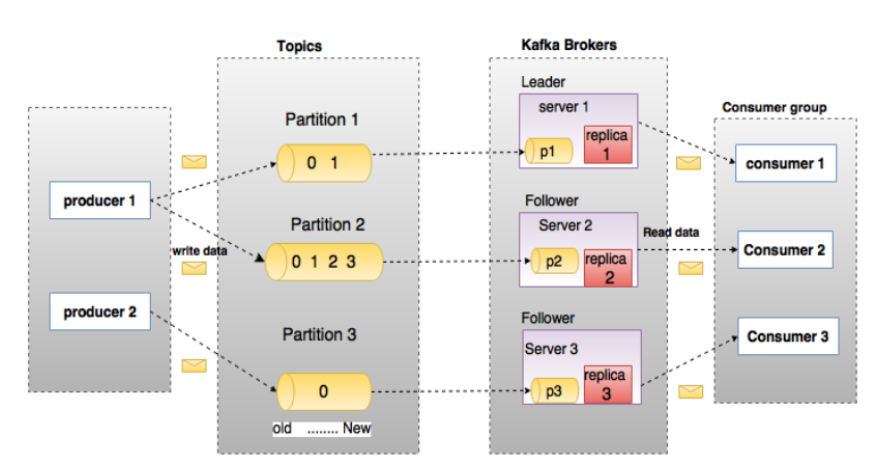 Topics
Kafka Brokers
Leader
server 1
Consumer group
Partition 1
0 1
p1
replica
1
consumer 1
producer 1
Follower
Partition 2
Server 2
write data
0 1 2 3
p2
replica
2
Read data
Consumer 2
producer 2
Follower
Partition 3
Server 3
Consumer 3
0
p3
replica
3
old ........ New